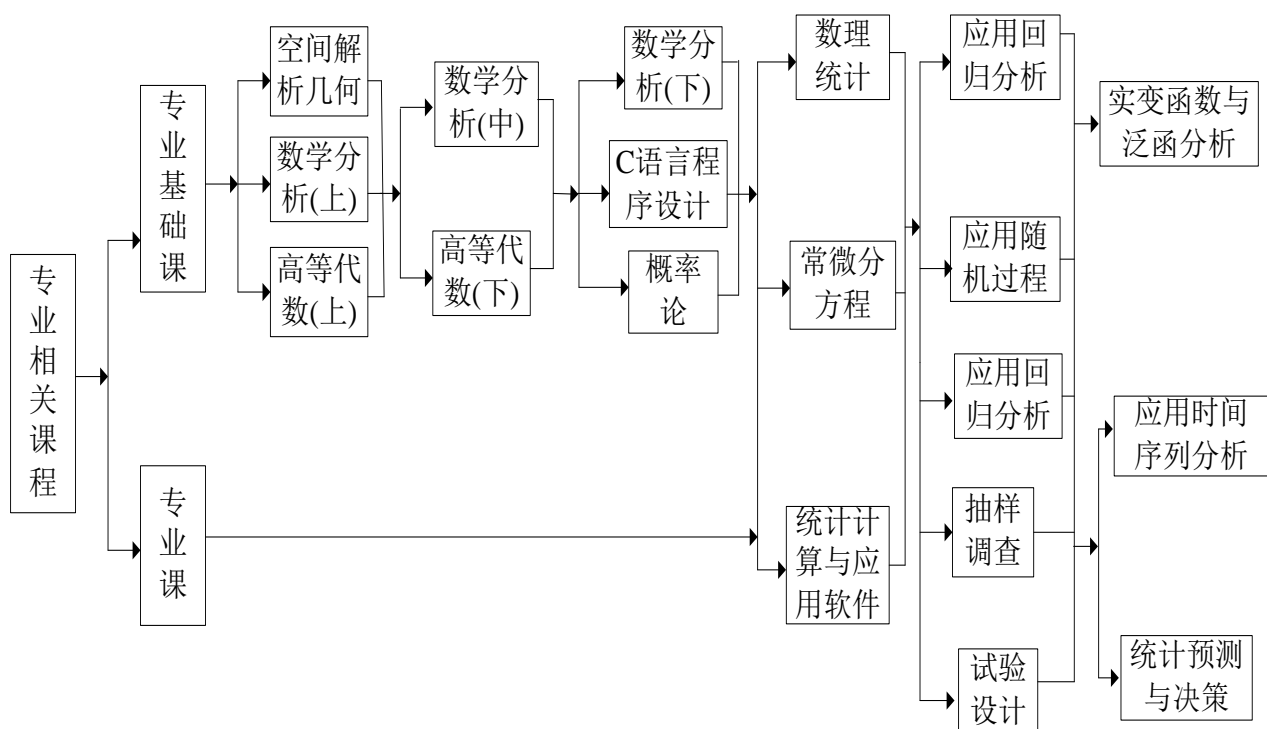 专业相关课程
专业基础课
专业课
空间解
析几何
数学分
析(上)
高等代
数(上)
数学分
析(中)
高等代
数(下)
数学分
析(下)
C语言程
序设计
概率
论
数理
统计
常微分
方程
统计计
算与应
用软件
应用回
归分析
应用随
机过程
应用回
归分析
抽样
调查
试验
设计
实变函数与
泛函分析
应用时间
序列分析
统计预测
与决策